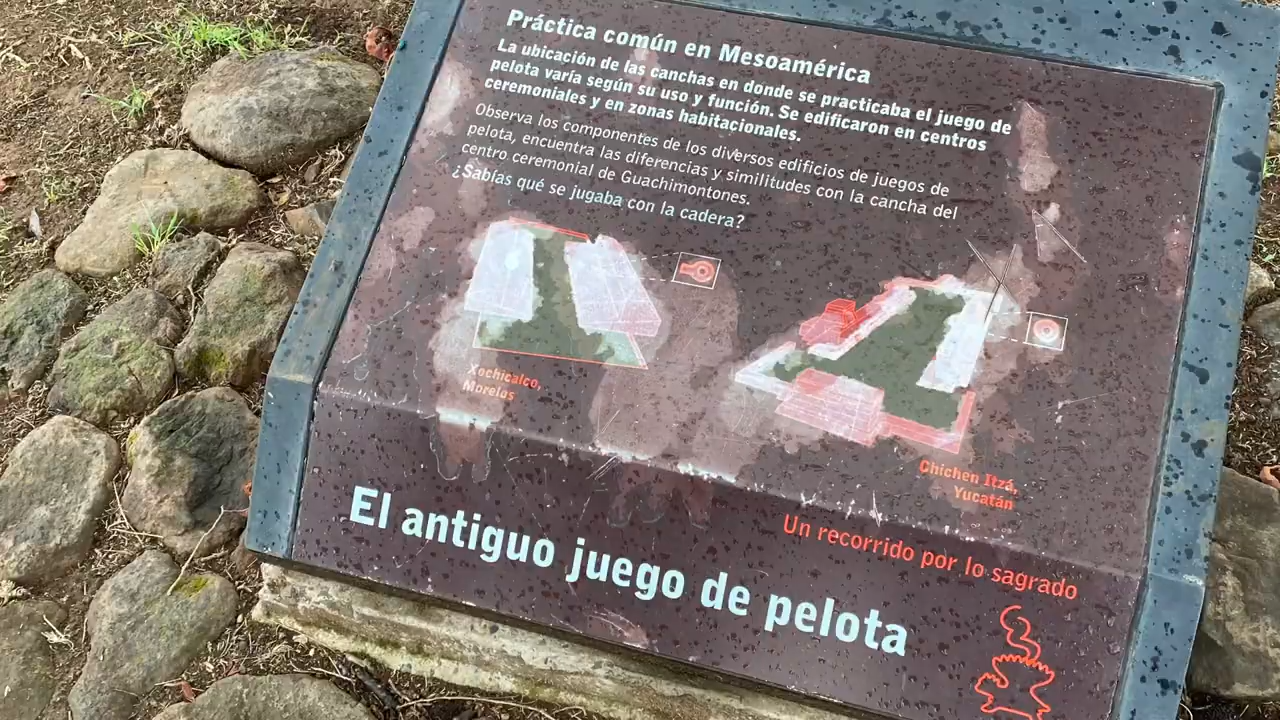 Práctica común en Mesoamérica
La ubicación de las canchas en donde se practicaba el juego de
pelota varía según su uso y función. Se edificaron en centros
ceremoniales y en zonas habitacionales.
Observa los componentes de los diversos edificios de juegos de
pelota, encuentra las diferencias y similitudes con la cancha del
centro ceremonial de Guachimontones.
¿Sabías qué se jugaba con la cadera?
Xochicalco,
Morelos
Chichen Itzá,
Yucatán
Un recorrido por lo sagrado
El antiguo juego de pelota